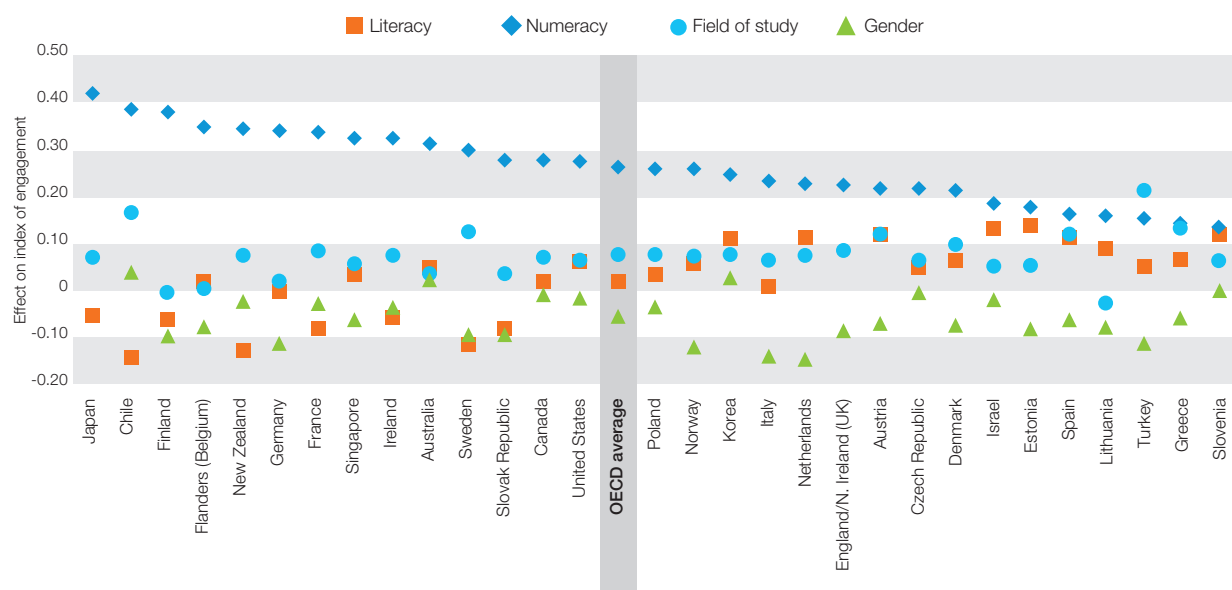 Literacy Numeracy Field of study Gender
Effect on index of engagement
0.50
0.40
0.30
0.20
0.10
0
-0.10
-0.20
Japan
Chile
Finland
Flanders (Belgium)
New Zealand
Germany
France
Singapore
Ireland
Australia
Sweden
Slovak Republic
Canada
United States
OECD average
Poland
Norway
Korea
Italy
Netherlands
England/N. Ireland (UK)
Austria
Czech Republic
Denmark
Israel
Estonia
Spain
Lithuania
Turkey
Greece
Slovenia